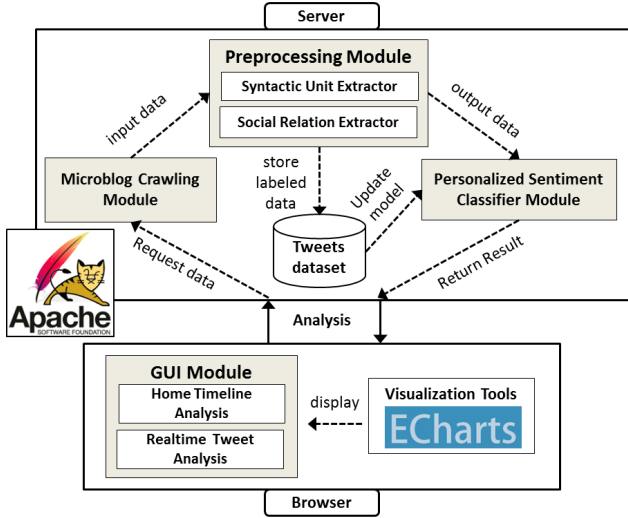 Server
Preprocessing Module
Syntactic Unit Extractor
Social Relation Extractor
input data
output data
store
labeled
data
Update
model
Microblog Crawling
Module
Personalized Sentiment
Classifier Module
Tweets
dataset
Request data
Return Result
Apache
SOFTWARE FOUNDATION
Analysis
GUI Module
Home Timeline
Analysis
Realtime Tweet
Analysis
display
Visualization Tools
ECharts
Browser